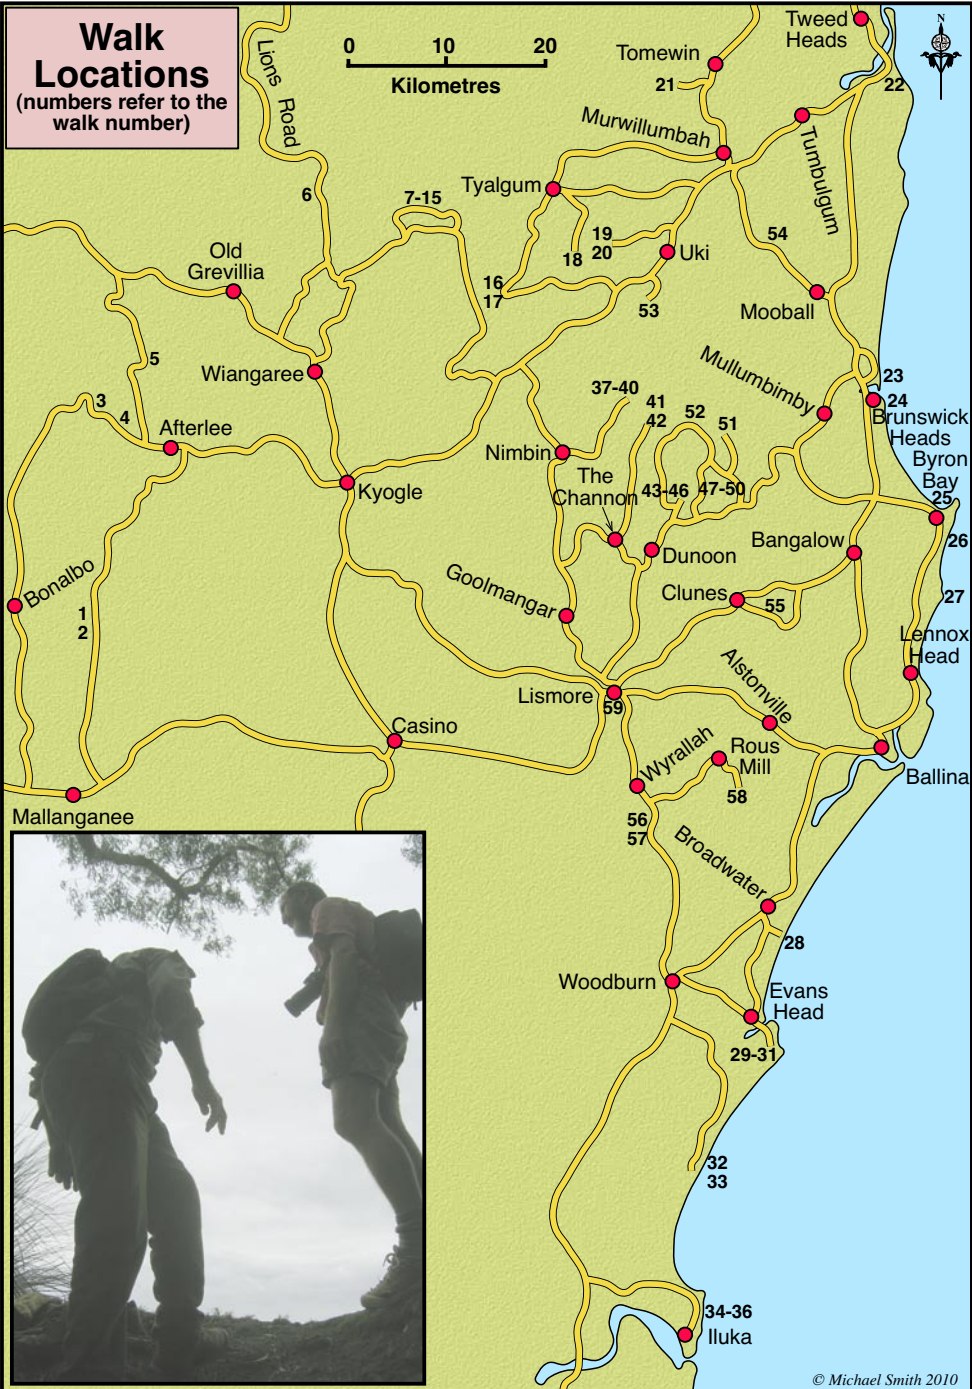 Walk
Locations
(numbers refer to the
walk number)
Lions Road
0 10 20
Kilometres
Tweed
Heads
N
Tomewin
21
22
Murwillumbah
Tumbulgum
Tyalgum
6
7-15
Old
Grevillia
19
20
18
Uki
54
16
17
53
Mooball
5
Wiangaree
Mullumbimby
23
24
Brunswick
Heads
3
4
Afterlee
37-40
41
42
52
51
Nimbin
Byron
Bay
The
Channon
43-46
47-50
Kyogle
25
26
Bangalow
Dunoon
Bonalbo
1
2
Goolmangar
Clunes
55
27
Lennox
Head
Alstonville
Lismore
59
Casino
Wyrallah
Rous
Mill
58
Ballina
Mallanganee
56
57
Broadwater
28
Woodburn
Evans
Head
29-31
32
33
34-36
Iluka
© Michael Smith 2010